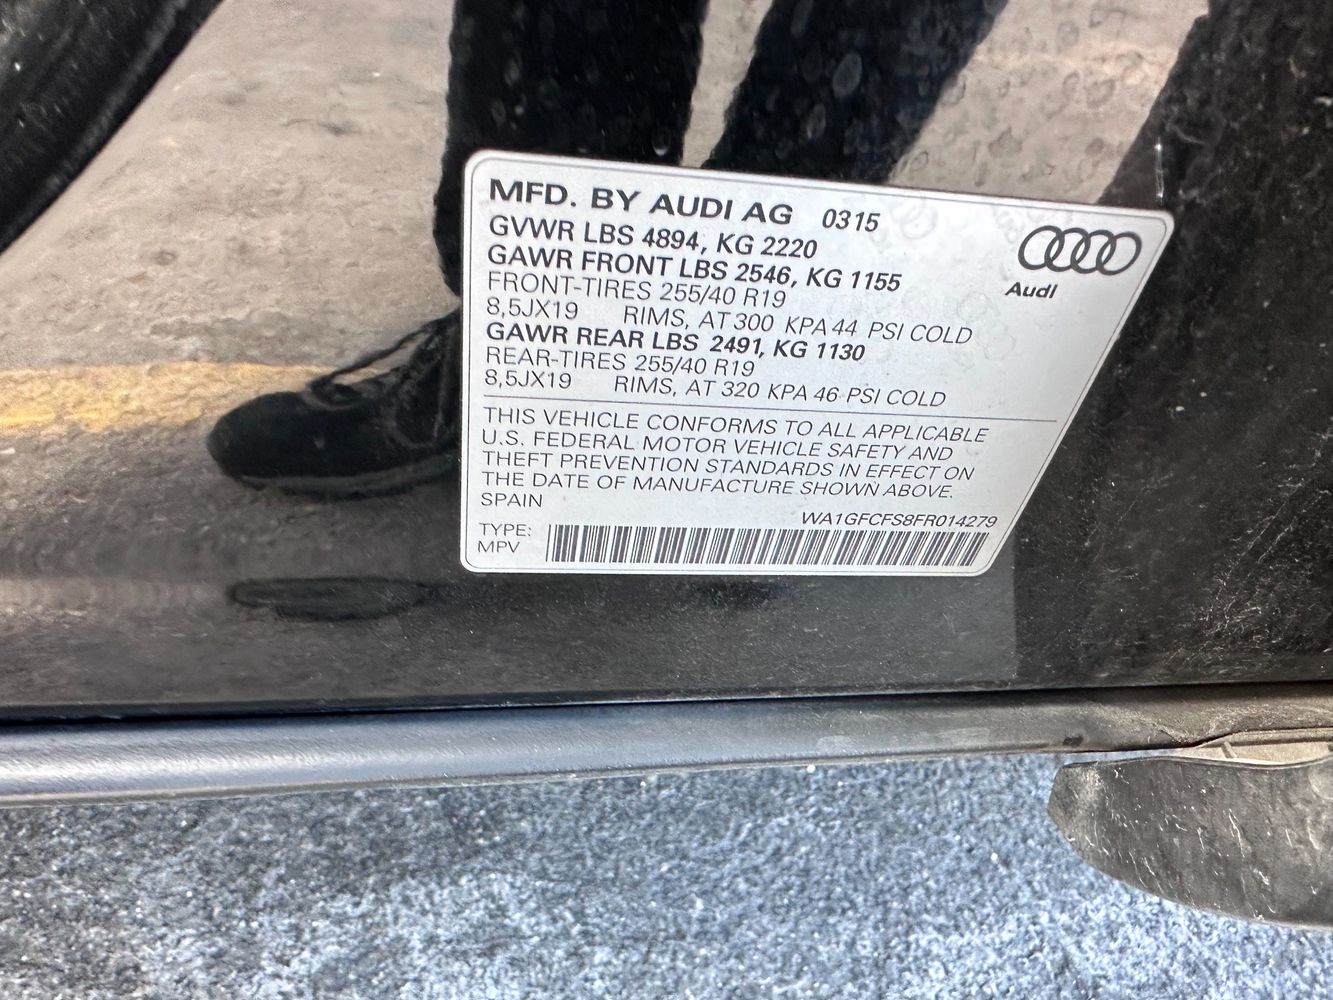 MFD. BY AUDI AG 0315
GVWR LBS 4894, KG 2220
GAWR FRONT LBS 2546, KG 1155
FRONT-TIRES 255/40 R19
8,5JX19 RIMS, AT 300 KPA 44 PSI COLD
GAWR REAR LBS 2491, KG 1130
REAR-TIRES 255/40 R19
8,5JX19 RIMS, AT 320 KPA 46 PSI COLD
Audi
THIS VEHICLE CONFORMS TO ALL APPLICABLE
U.S. FEDERAL MOTOR VEHICLE SAFETY AND
THEFT PREVENTION STANDARDS IN EFFECT ON
THE DATE OF MANUFACTURE SHOWN ABOVE.
SPAIN
WA1GFCFS8FR014279
TYPE:
MPV